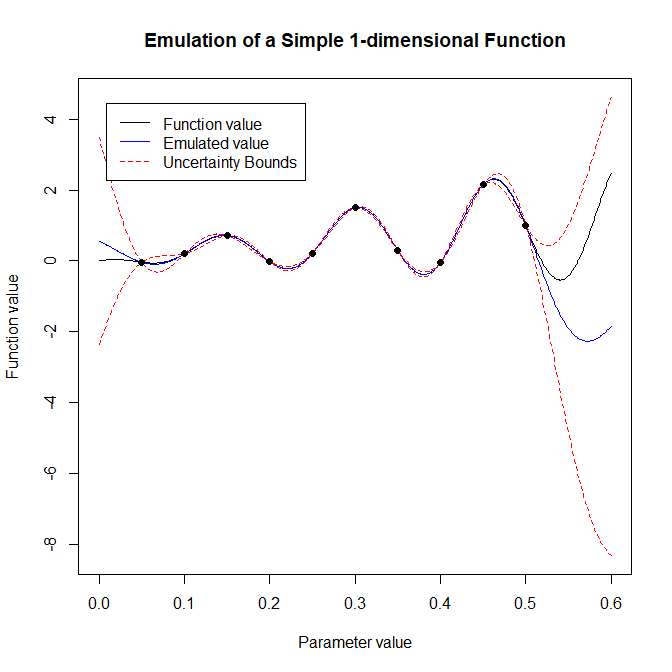 Emulation of a Simple 1-dimensional Function
Function value
Emulated value
Uncertainty Bounds
Function value
4
2
0
-2
-4
-6
-8
0.0 0.1 0.2 0.3 0.4 0.5 0.6
Parameter value